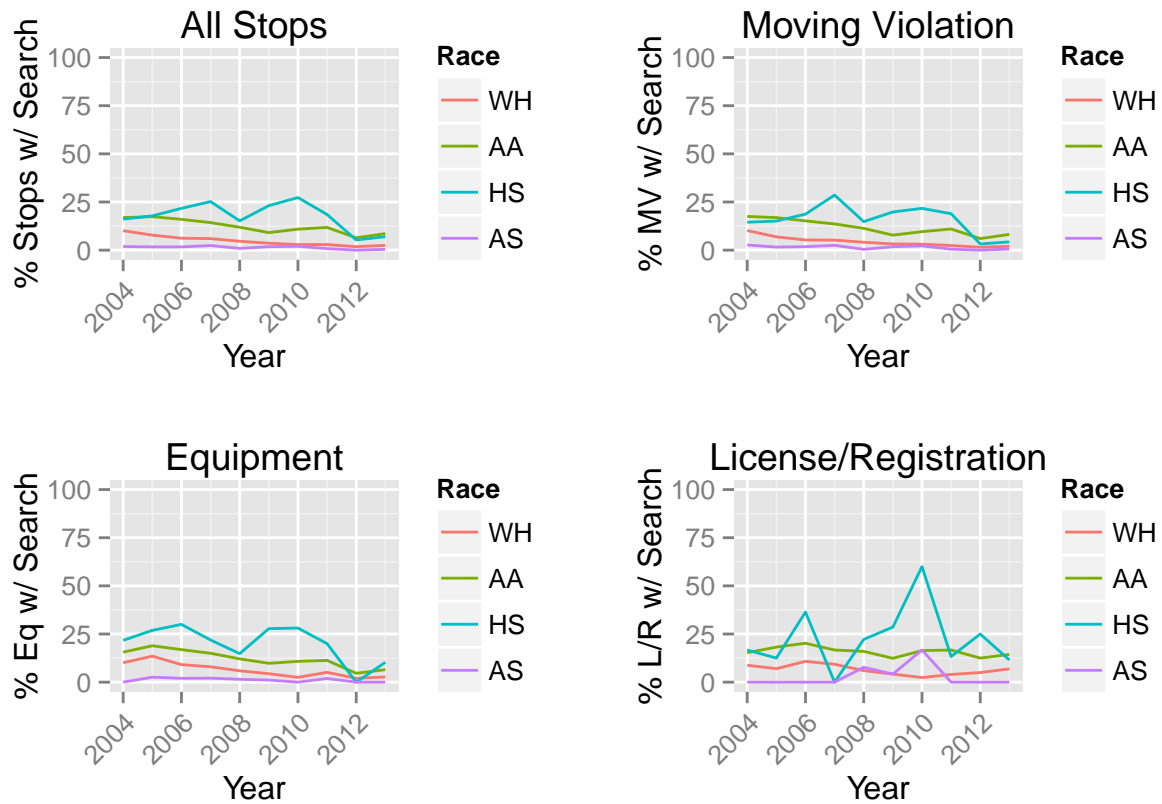 All Stops
% Stops w/ Search
100
75
50
25
0
2004
2006
2008
2010
2012
Year
Race
WH
AA
HS
AS
Moving Violation
% MV w/ Search
100
75
50
25
0
2004
2006
2008
2010
2012
Year
Race
WH
AA
HS
AS
Equipment
% Eq w/ Search
100
75
50
25
0
2004
2006
2008
2010
2012
Year
Race
WH
AA
HS
AS
License/Registration
% L/R w/ Search
100
75
50
25
0
2004
2006
2008
2010
2012
Year
Race
WH
AA
HS
AS